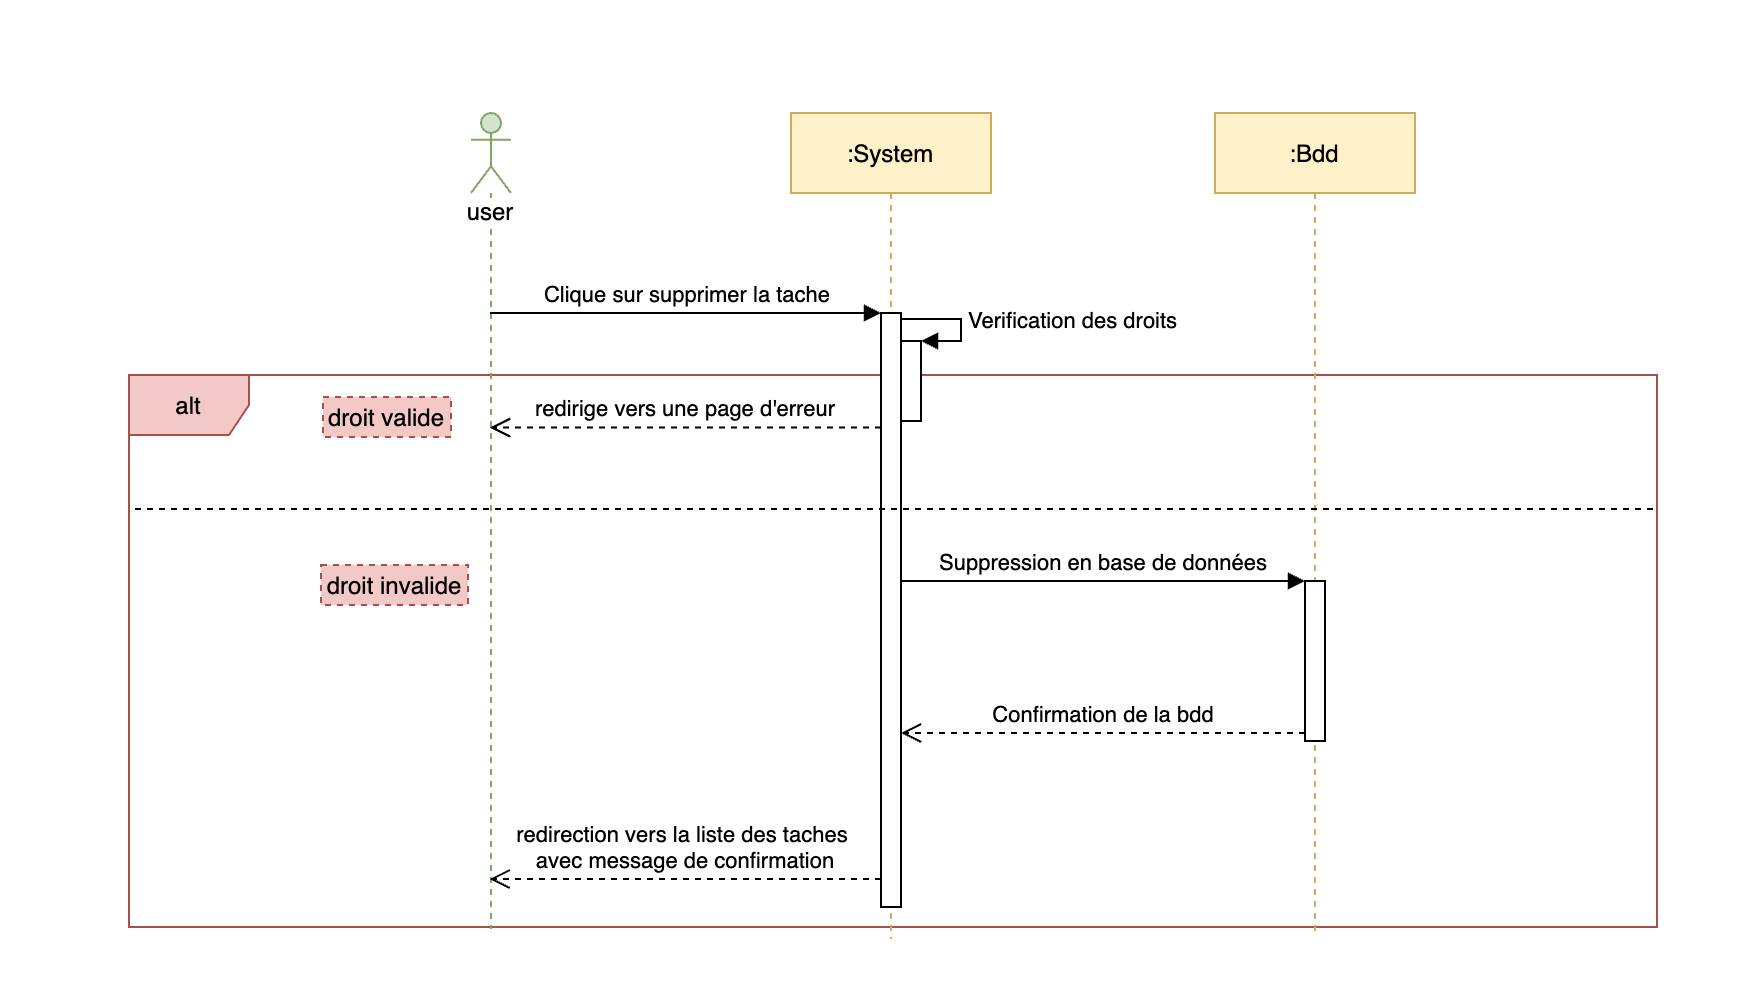 user
:System
:Bdd
Clique sur supprimer la tache
Verification des droits
alt
droit valide
redirige vers une page d'erreur
droit invalide
Suppression en base de données
Confirmation de la bdd
redirection vers la liste des taches
avec message de confirmation